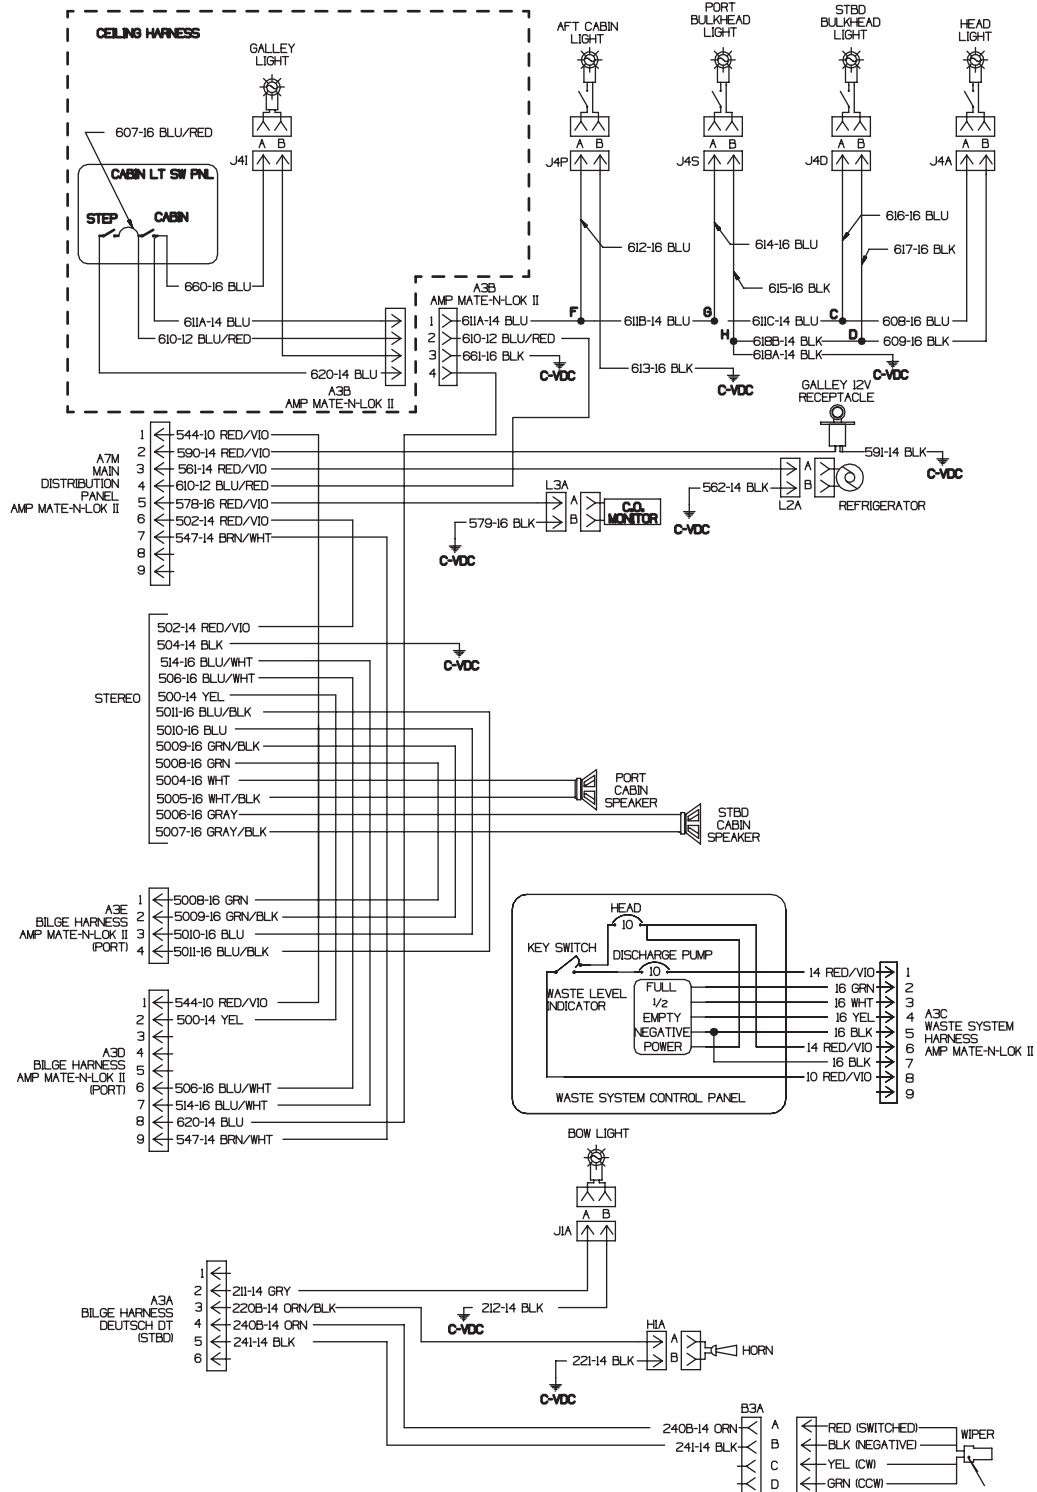 CEILING HARNESS
GALLEY
LIGHT
607-16 BLU/RED
A B
J4I
CABIN LT SW PNL
STEP
CABIN
660-16 BLU
611A-14 BLU
610-12 BLU/RED
620-14 BLU
A3B
AMP MATE-N-LOK II
AFT CABIN
LIGHT
A B
J4P
PORT
BULKHEAD
LIGHT
A B
J4S
STBD
BULKHEAD
LIGHT
A B
J4D
HEAD
LIGHT
A B
J4A
612-16 BLU
614-16 BLU
615-16 BLK
616-16 BLU
617-16 BLK
A3B
AMP MATE-N-LOK II
1 611A-14 BLU
2 610-12 BLU/RED
3 661-16 BLK
4
C-VDC
F
611B-14 BLU
G
611C-14 BLU
C
608-16 BLU
H
618B-14 BLK
D
609-16 BLK
618A-14 BLK
C-VDC
613-16 BLK
C-VDC
GALLEY 12V
RECEPTACLE
591-14 BLK
C-VDC
A7M
MAIN
DISTRIBUTION
PANEL
AMP MATE-N-LOK II
1 544-10 RED/VIO
2 590-14 RED/VIO
3 561-14 RED/VIO
4 610-12 BLU/RED
5 578-16 RED/VIO
6 502-14 RED/VIO
7 547-14 BRN/WHT
8
9
L3A
A
B
C.O.
MONITOR
579-16 BLK
C-VDC
562-14 BLK
C-VDC
A
B
L2A
REFRIGERATOR
STEREO
502-14 RED/VIO
504-14 BLK
C-VDC
514-16 BLU/WHT
506-16 BLU/WHT
500-14 YEL
5011-16 BLU/BLK
5010-16 BLU
5009-16 GRN/BLK
5008-16 GRN
5004-16 WHT
5005-16 WHT/BLK
5006-16 GRAY
5007-16 GRAY/BLK
PORT
CABIN
SPEAKER
STBD
CABIN
SPEAKER
A3E
BILGE HARNESS
AMP MATE-N-LOK II
(PORT)
1 5008-16 GRN
2 5009-16 GRN/BLK
3 5010-16 BLU
4 5011-16 BLU/BLK
A3D
BILGE HARNESS
AMP MATE-N-LOK II
(PORT)
1 544-10 RED/VIO
2 500-14 YEL
3
4
5
6 506-16 BLU/WHT
7 514-16 BLU/WHT
8 620-14 BLU
9 547-14 BRN/WHT
HEAD
10
KEY SWITCH
DISCHARGE PUMP
10
WASTE LEVEL
INDICATOR
FULL
1/2
EMPTY
NEGATIVE
POWER
WASTE SYSTEM CONTROL PANEL
14 RED/VIO 1
16 GRN 2
16 WHT 3
16 YEL 4
16 BLK 5
14 RED/VIO 6
16 BLK 7
10 RED/VIO 8
9
A3C
WASTE SYSTEM
HARNESS
AMP MATE-N-LOK II
BOW LIGHT
A B
J1A
A3A
BILGE HARNESS
DEUTSCH DT
(STBD)
1
2 211-14 GRY
3 220B-14 ORN/BLK
4 240B-14 ORN
5 241-14 BLK
6
212-14 BLK
C-VDC
H1A
A
B
HORN
221-14 BLK
C-VDC
B3A
240B-14 ORN A RED (SWITCHED)
241-14 BLK B BLK (NEGATIVE)
C YEL (CW)
D GRN (CCW)
WIPER